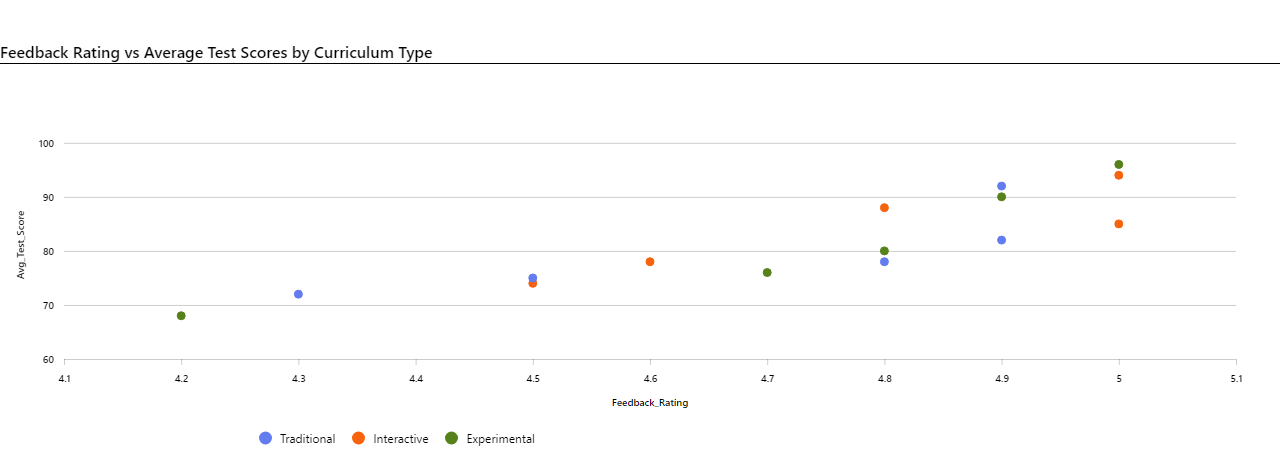 Feedback Rating vs Average Test Scores by Curriculum Type
100
90
80
70
60
Avg_Test_Score
4.1 4.2 4.3 4.4 4.5 4.6 4.7 4.8 4.9 5 5.1
Feedback_Rating
Traditional Interactive Experimental